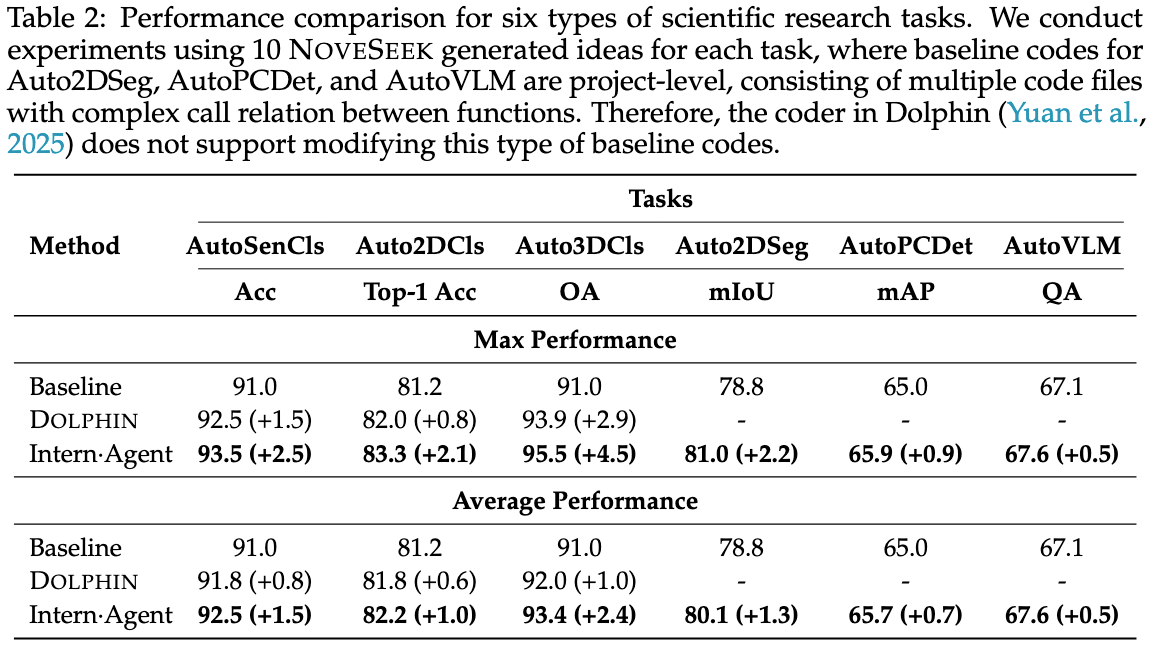 Table 2: Performance comparison for six types of scientific research tasks. We conduct
experiments using 10 NOVESEEK generated ideas for each task, where baseline codes for
Auto2DSeg, AutoPCDet, and AutoVLM are project-level, consisting of multiple code files
with complex call relation between functions. Therefore, the coder in Dolphin (Yuan et al.,
2025) does not support modifying this type of baseline codes.
Tasks
Method AutoSenCls Auto2DCls Auto3DCls Auto2DSeg AutoPCDet AutoVLM
Acc Top-1 Acc OA mIoU mAP QA
Max Performance
Baseline 91.0 81.2 91.0 78.8 65.0 67.1
DOLPHIN 92.5 (+1.5) 82.0 (+0.8) 93.9 (+2.9) - - -
Intern·Agent 93.5 (+2.5) 83.3 (+2.1) 95.5 (+4.5) 81.0 (+2.2) 65.9 (+0.9) 67.6 (+0.5)
Average Performance
Baseline 91.0 81.2 91.0 78.8 65.0 67.1
DOLPHIN 91.8 (+0.8) 81.8 (+0.6) 92.0 (+1.0) - - -
Intern·Agent 92.5 (+1.5) 82.2 (+1.0) 93.4 (+2.4) 80.1 (+1.3) 65.7 (+0.7) 67.6 (+0.5)